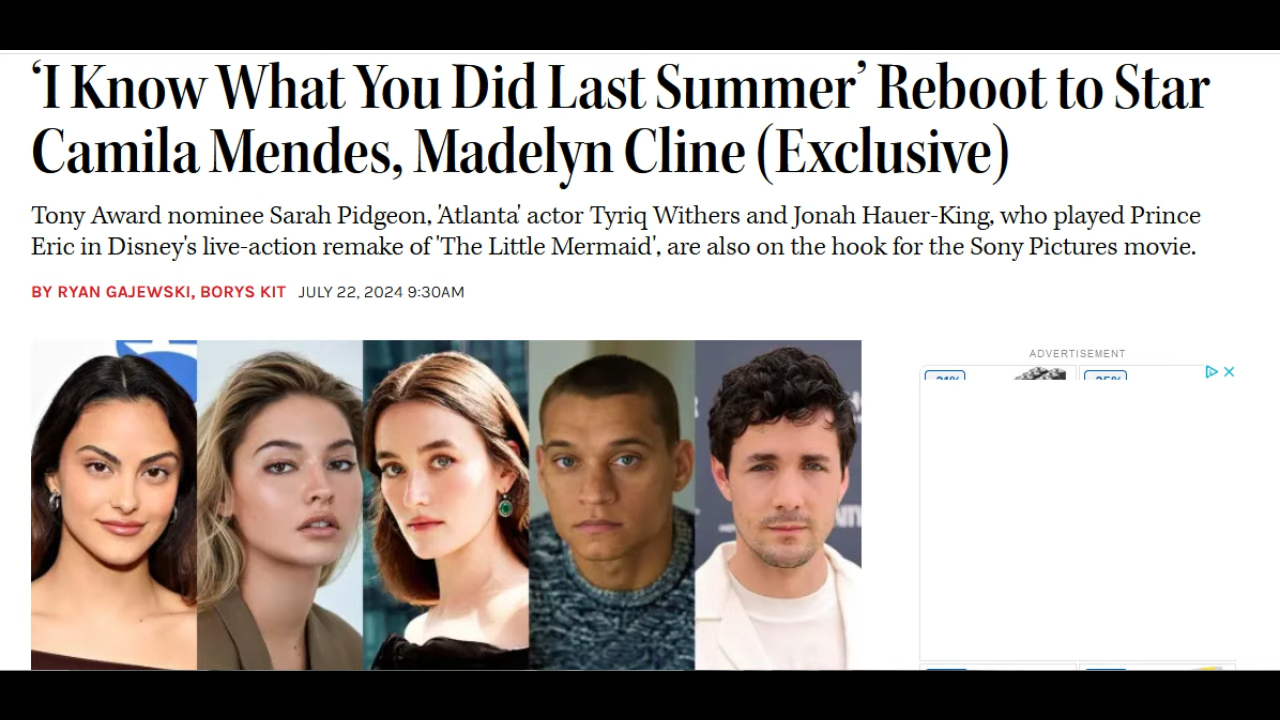 ‘I Know What You Did Last Summer’ Reboot to Star
Camila Mendes, Madelyn Cline (Exclusive)
Tony Award nominee Sarah Pidgeon, 'Atlanta' actor Tyriq Withers and Jonah Hauer-King, who played Prince
Eric in Disney's live-action remake of 'The Little Mermaid', are also on the hook for the Sony Pictures movie.
BY RYAN GAJEWSKI, BORYS KIT JULY 22, 2024 9:30AM
ADVERTISEMENT